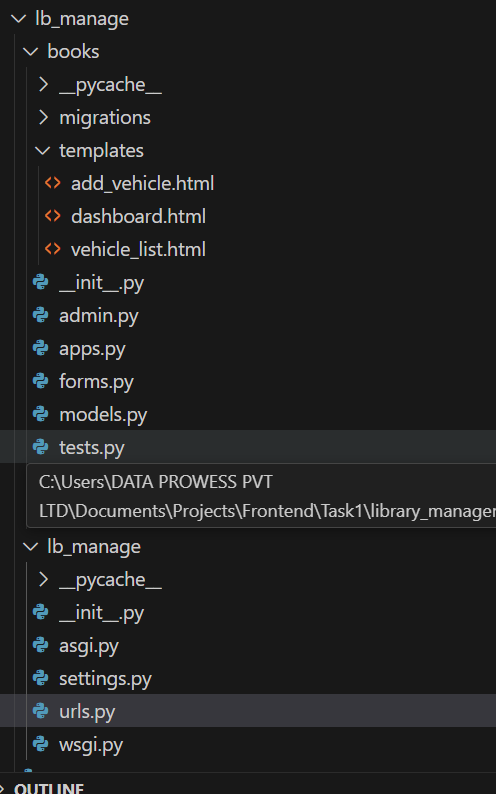 lb_manage
books
__pycache__
migrations
templates
add_vehicle.html
dashboard.html
vehicle_list.html
__init__.py
admin.py
apps.py
forms.py
models.py
tests.py
C:\Users\DATA PROWESS PVT
LTD\Documents\Projects\Frontend\Task1\library_manager
lb_manage
__pycache__
__init__.py
asgi.py
settings.py
urls.py
wsgi.py
OUTLINE